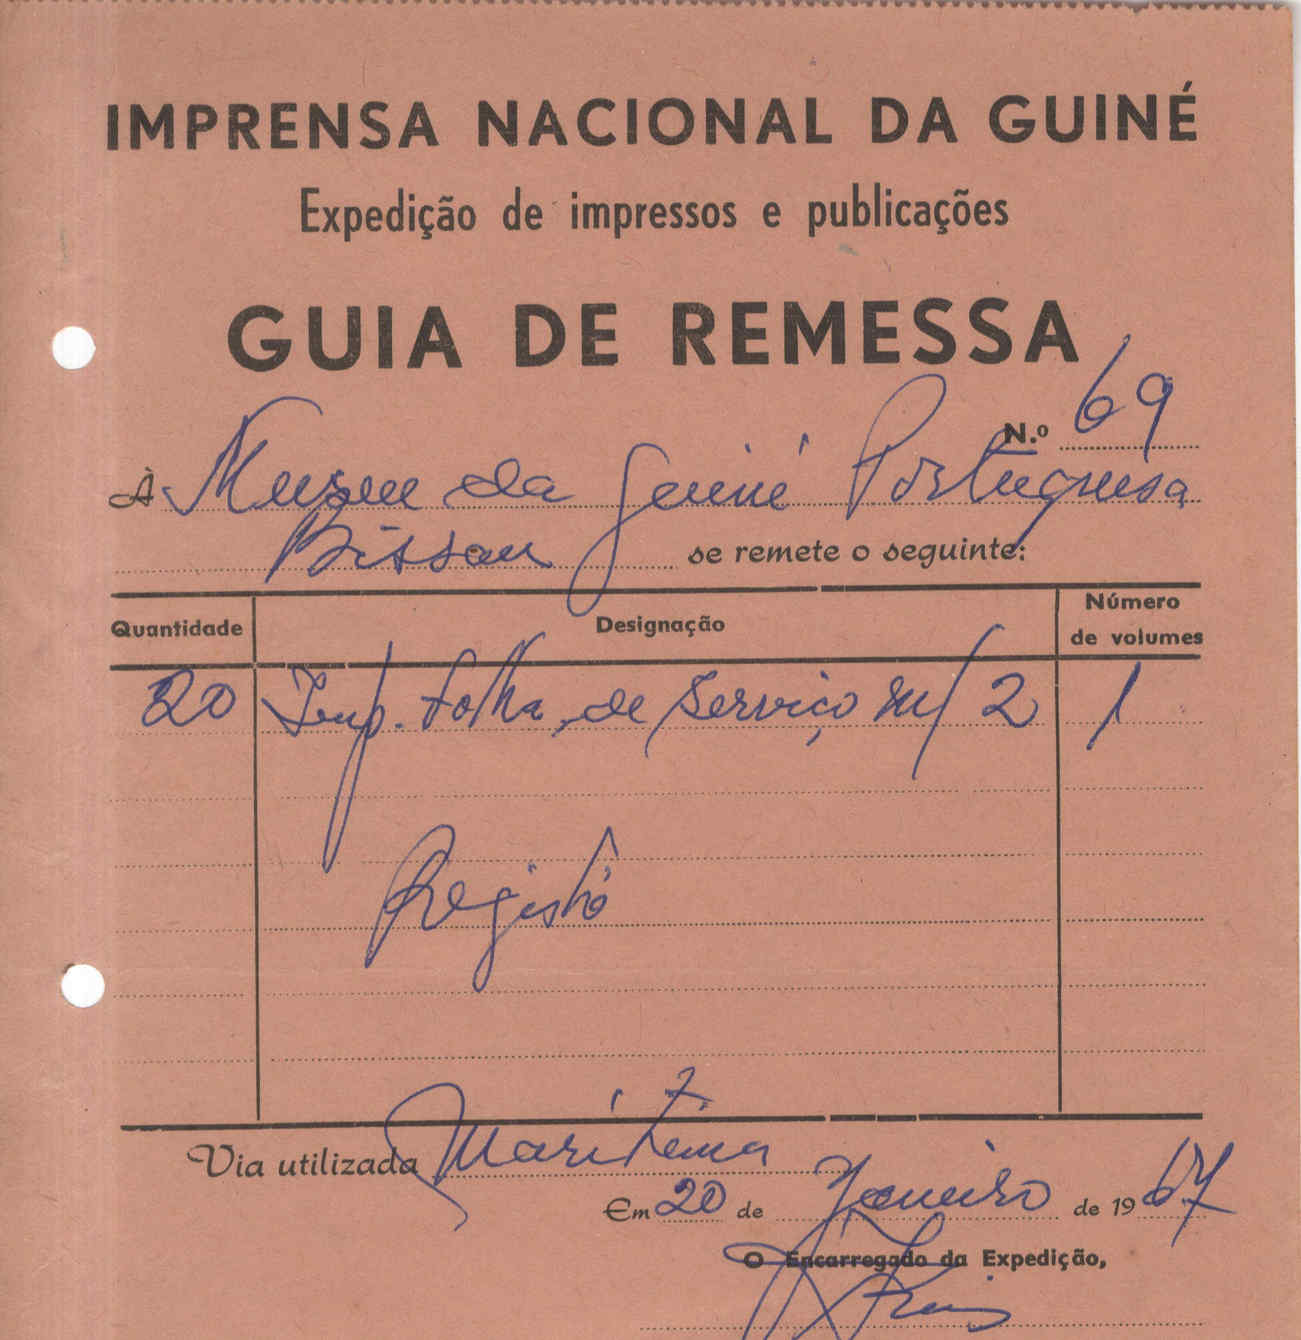 IMPRENSA NACIONAL DA GUINÉ
Expedição de impressos e publicações
GUIA DE REMESSA
N.º 69
À Museu da Guiné Portuguesa
Bissau se remete o seguinte:
Quantidade Designação Número de volumes
20 Imp. folha de serviço m/2 1
Registo
Via utilizada Marítima
Em 20 de Janeiro de 1967
O Encarregado da Expedição,